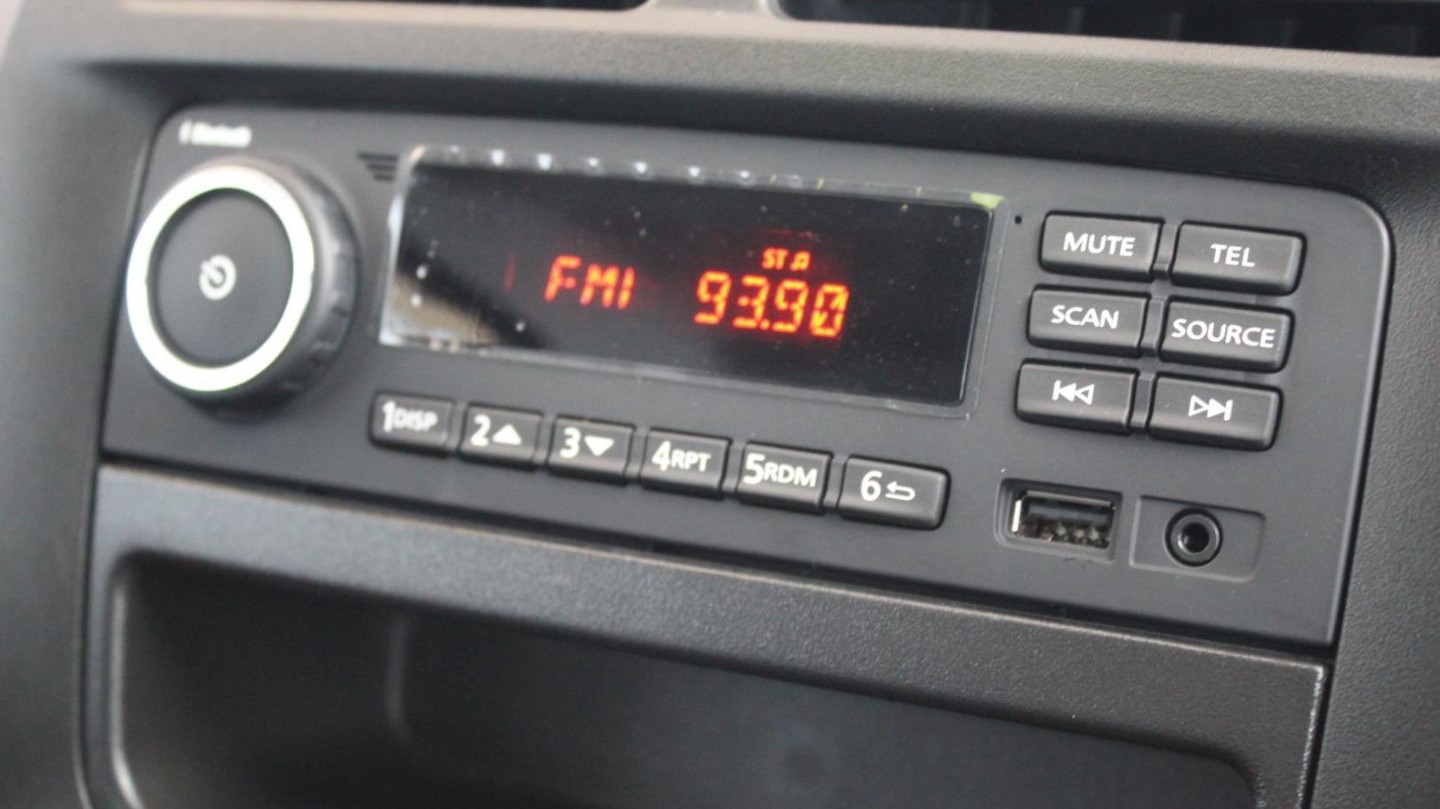 Bluetooth
ST
FM1 93.90
MUTE TEL
SCAN SOURCE
1DISP 2 3 4RPT 5RDM 6